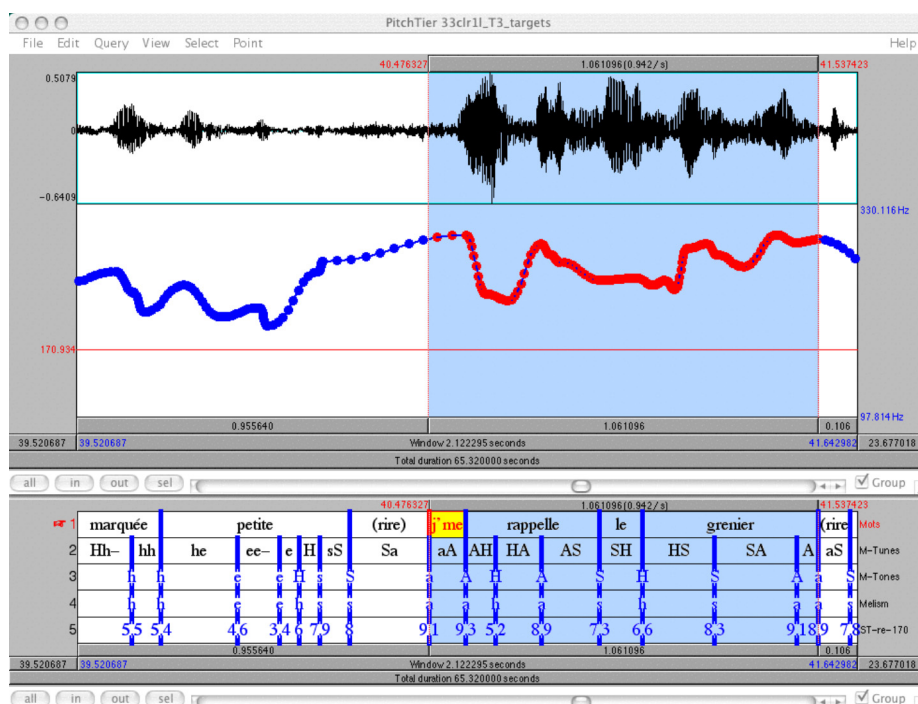 PitchTier 33clr1l_T3_targets
File Edit Query View Select Point Help
40.476327 1.061096(0.942/s) 41.537423
0.5079
0
-0.6409
330.116Hz
170.934
97.814Hz
0.955640 1.061096 0.106
39.520687 39.520687 Window 2.122295 seconds 41.642982 23.677018
Total duration 65.320000 seconds
all in out sel Group
40.476327 1.061096(0.942/s) 41.537423
1 marquée petite (rire) j'me rappelle le grenier (rire Mots
2 Hh- hh he ee- e H sS Sa aA AH HA AS SH HS SA A aS M-Tunes
3 h h e e H s S a A H A S H S A a S M-Tones
4 h h e e h s s a a h a s h s a a s Melism
5 5,5 5,4 4,6 3,4 6 7,9 8 9,1 9,3 5,2 8,9 7,3 6,6 8,3 9,1 8,9 7,8 ST-re-170
0.955640 1.061096 0.106
39.520687 39.520687 Window 2.122295 seconds 41.642982 23.677018
Total duration 65.320000 seconds
all in out sel Group